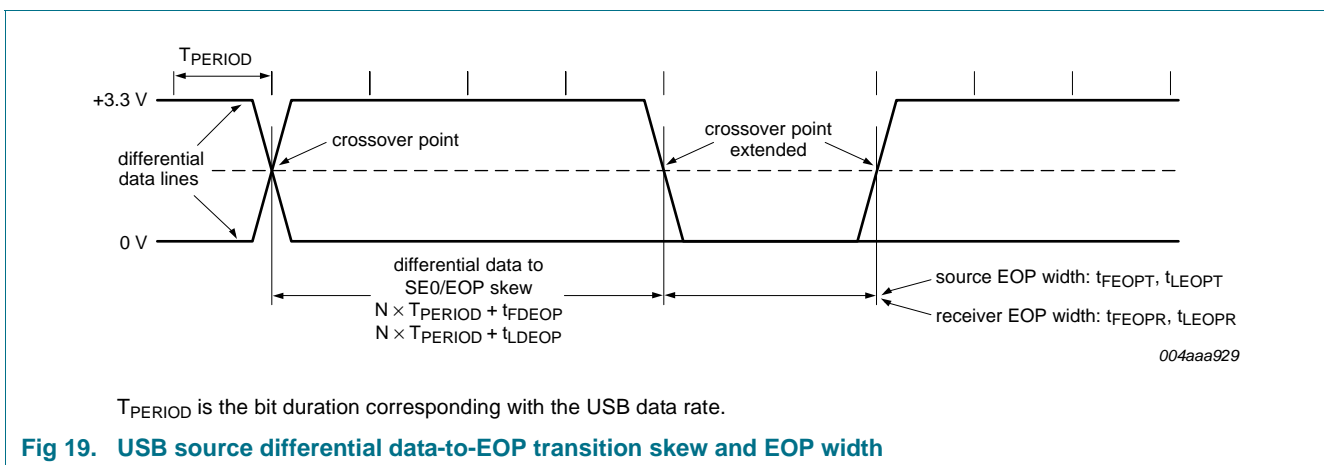 TPERIOD
+3.3 V
crossover point
crossover point
extended
differential
data lines
0 V
differential data to
SE0/EOP skew
N × TPERIOD + tFDEOP
N × TPERIOD + tLDEOP
source EOP width: tFEOPT, tLEOPT
receiver EOP width: tFEOPR, tLEOPR
004aaa929
TPERIOD is the bit duration corresponding with the USB data rate.
Fig 19. USB source differential data-to-EOP transition skew and EOP width